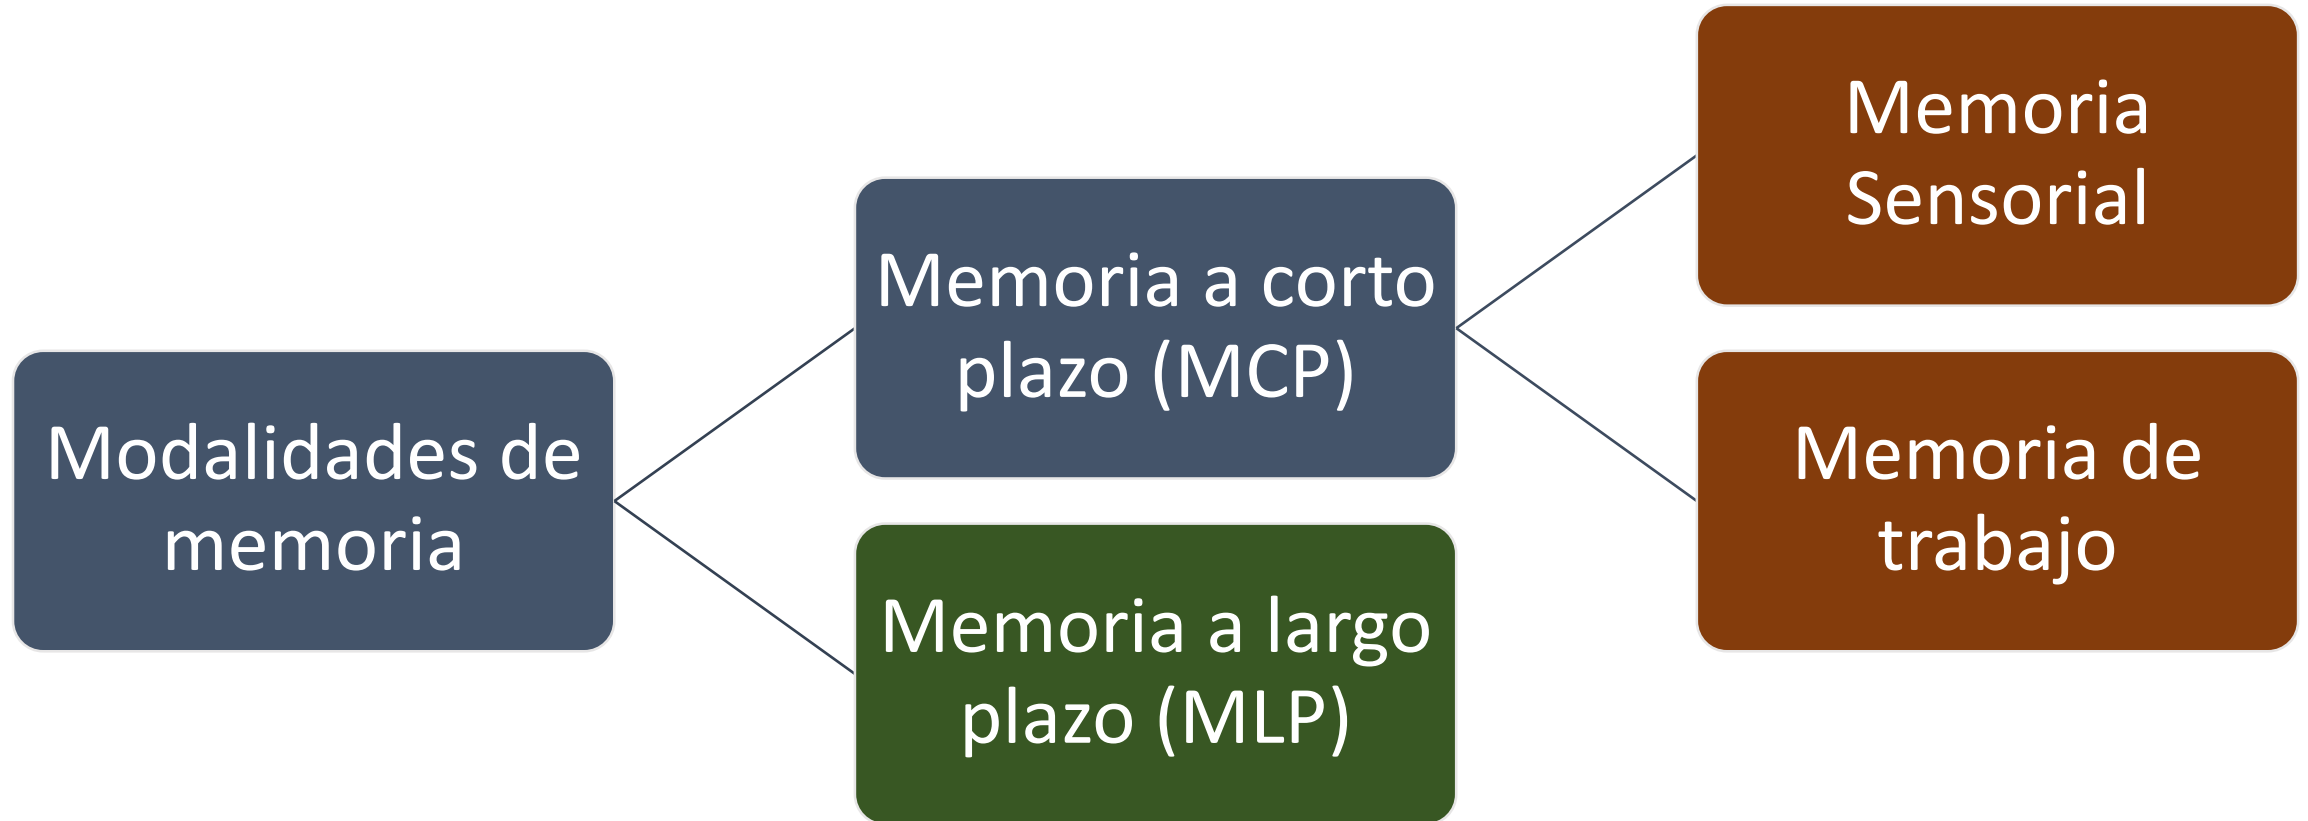 Modalidades de
memoria
Memoria a corto
plazo (MCP)
Memoria
Sensorial
Memoria de
trabajo
Memoria a largo
plazo (MLP)